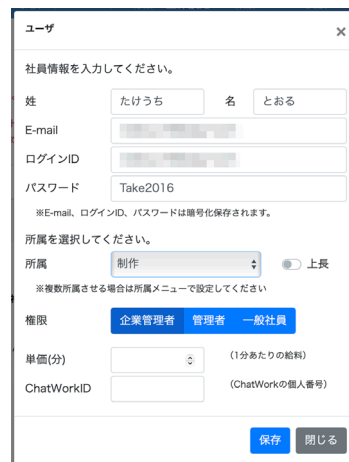 ユーザ ×
社員情報を入力してください。
姓 たけうち 名 とおる
E-mail
ログインID
パスワード Take2016
※E-mail、ログインID、パスワードは暗号化保存されます。
所属を選択してください。
所属 制作 上長
※複数所属させる場合は所属メニューで設定してください
権限 企業管理者 管理者 一般社員
単価(分) (1分あたりの給料)
ChatWorkID (ChatWorkの個人番号)
保存 閉じる